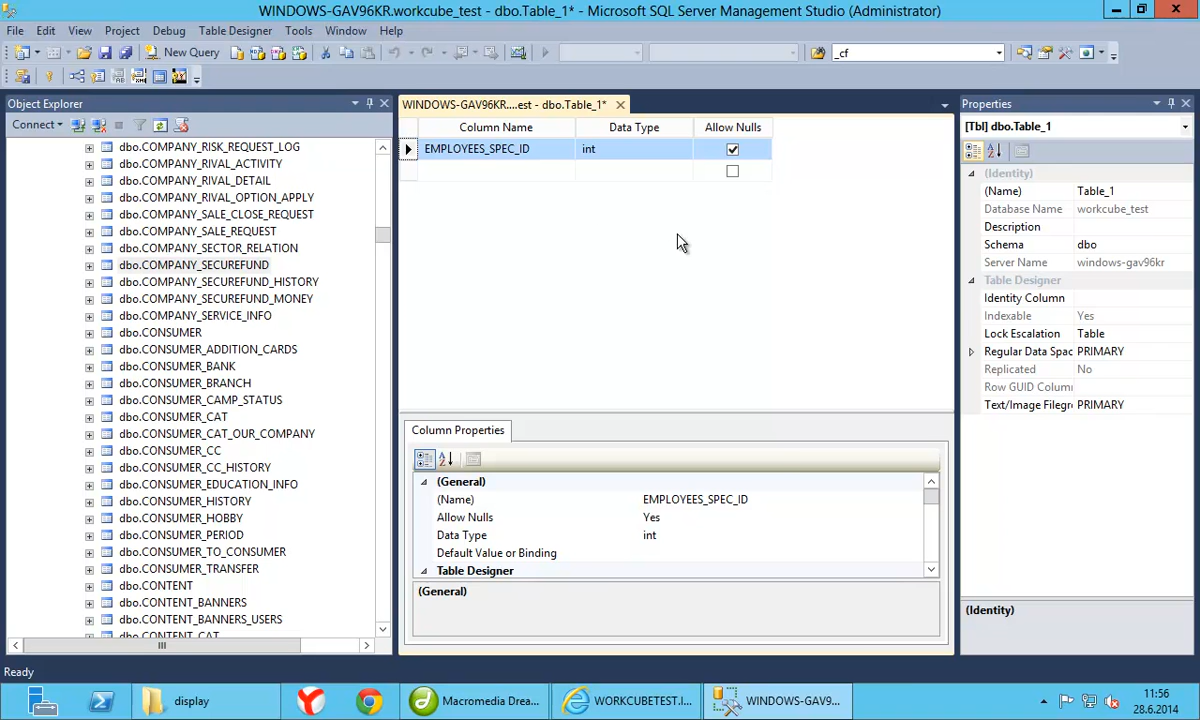 WINDOWS-GAV96KR.workcube_test - dbo.Table_1* - Microsoft SQL Server Management Studio (Administrator)
File Edit View Project Debug Table Designer Tools Window Help
New Query _cf
Object Explorer
Connect
dbo.COMPANY_RISK_REQUEST_LOG
dbo.COMPANY_RIVAL_ACTIVITY
dbo.COMPANY_RIVAL_DETAIL
dbo.COMPANY_RIVAL_OPTION_APPLY
dbo.COMPANY_SALE_CLOSE_REQUEST
dbo.COMPANY_SALE_REQUEST
dbo.COMPANY_SECTOR_RELATION
dbo.COMPANY_SECUREFUND
dbo.COMPANY_SECUREFUND_HISTORY
dbo.COMPANY_SECUREFUND_MONEY
dbo.COMPANY_SERVICE_INFO
dbo.CONSUMER
dbo.CONSUMER_ADDITION_CARDS
dbo.CONSUMER_BANK
dbo.CONSUMER_BRANCH
dbo.CONSUMER_CAMP_STATUS
dbo.CONSUMER_CAT
dbo.CONSUMER_CAT_OUR_COMPANY
dbo.CONSUMER_CC
dbo.CONSUMER_CC_HISTORY
dbo.CONSUMER_EDUCATION_INFO
dbo.CONSUMER_HISTORY
dbo.CONSUMER_HOBBY
dbo.CONSUMER_PERIOD
dbo.CONSUMER_TO_CONSUMER
dbo.CONSUMER_TRANSFER
dbo.CONTENT
dbo.CONTENT_BANNERS
dbo.CONTENT_BANNERS_USERS
dbo.CONTENT_CAT
WINDOWS-GAV96KR....est - dbo.Table_1*
Column Name Data Type Allow Nulls
EMPLOYEES_SPEC_ID int
Column Properties
(General)
(Name) EMPLOYEES_SPEC_ID
Allow Nulls Yes
Data Type int
Default Value or Binding
Table Designer
(General)
Properties
[Tbl] dbo.Table_1
(Identity)
(Name) Table_1
Database Name workcube_test
Description
Schema dbo
Server Name windows-gav96kr
Table Designer
Identity Column
Indexable Yes
Lock Escalation Table
Regular Data Spac PRIMARY
Replicated No
Row GUID Column
Text/Image Filegr PRIMARY
(Identity)
Ready
display Macromedia Drea... WORKCUBETEST.I... WINDOWS-GAV9... 11:56
28.6.2014